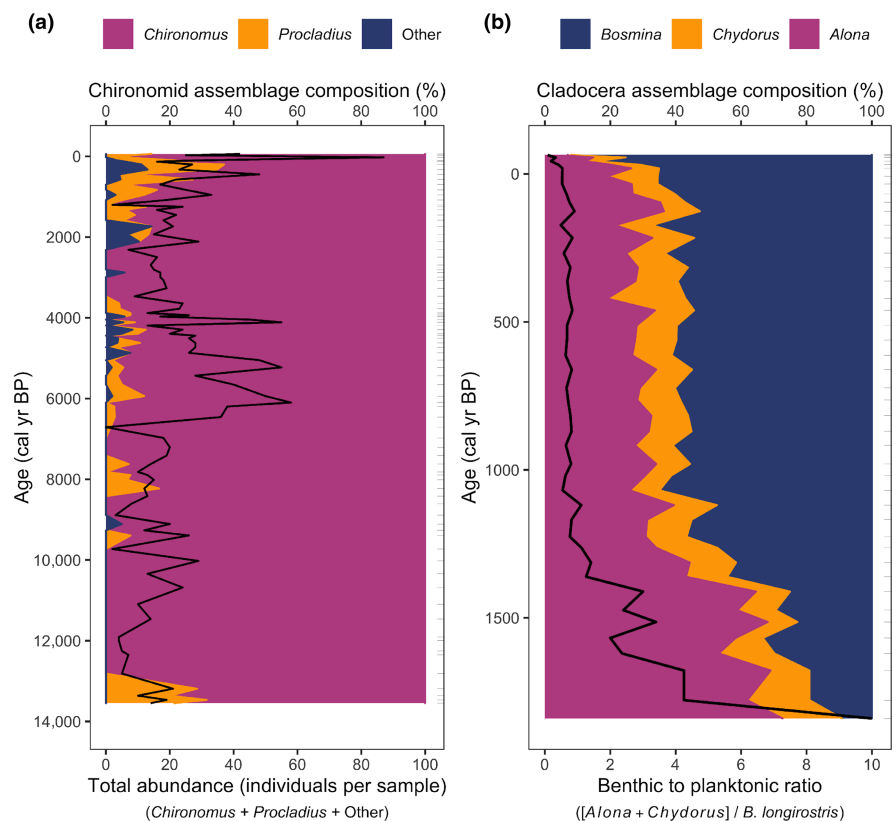 (a)
Chironomus Procladius Other
Chironomid assemblage composition (%)
0 20 40 60 80 100
Age (cal yr BP)
0
2000
4000
6000
8000
10,000
12,000
14,000
0 20 40 60 80 100
Total abundance (individuals per sample)
(Chironomus + Procladius + Other)
(b)
Bosmina Chydorus Alona
Cladocera assemblage composition (%)
0 20 40 60 80 100
Age (cal yr BP)
0
500
1000
1500
0 2 4 6 8 10
Benthic to planktonic ratio
([Alona + Chydorus] / B. longirostris)